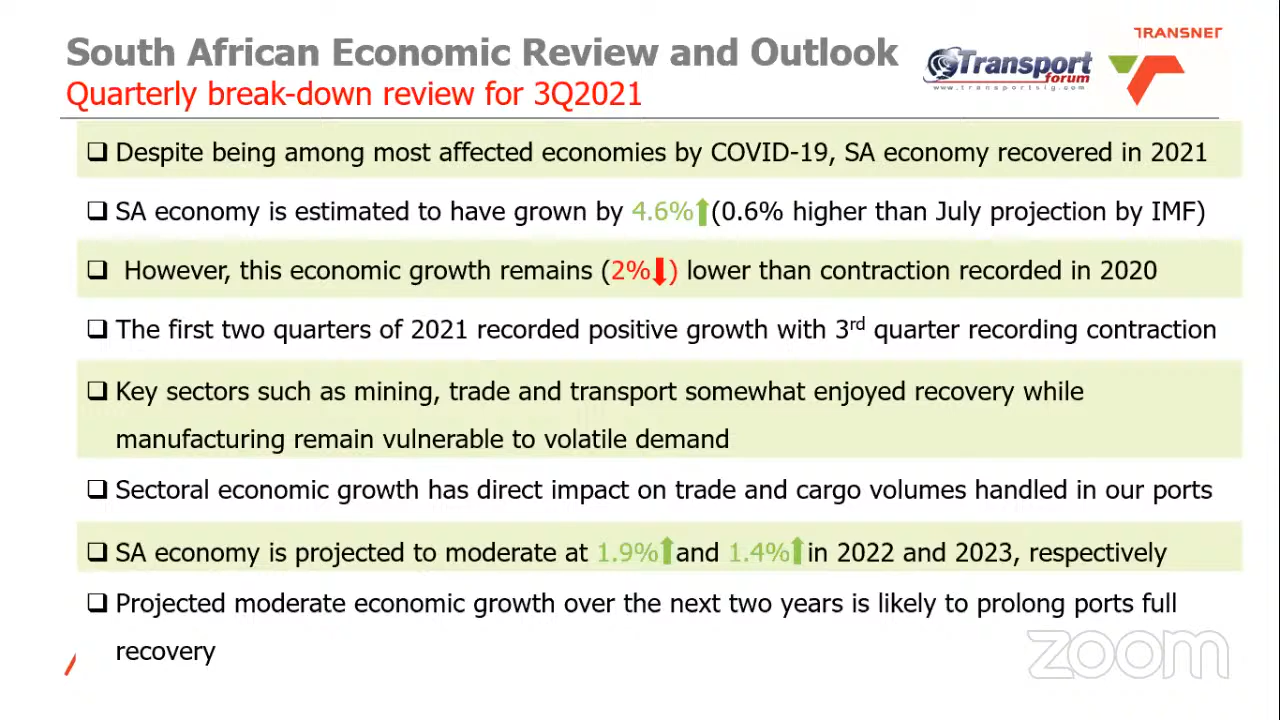 South African Economic Review and Outlook
Quarterly break-down review for 3Q2021
TRANSNET
Transport
forum
www.transportsig.com
❑ Despite being among most affected economies by COVID-19, SA economy recovered in 2021
❑ SA economy is estimated to have grown by 4.6%⬆(0.6% higher than July projection by IMF)
❑ However, this economic growth remains (2%⬇) lower than contraction recorded in 2020
❑ The first two quarters of 2021 recorded positive growth with 3rd quarter recording contraction
❑ Key sectors such as mining, trade and transport somewhat enjoyed recovery while
manufacturing remain vulnerable to volatile demand
❑ Sectoral economic growth has direct impact on trade and cargo volumes handled in our ports
❑ SA economy is projected to moderate at 1.9%⬆and 1.4%⬆in 2022 and 2023, respectively
❑ Projected moderate economic growth over the next two years is likely to prolong ports full
recovery
zoom